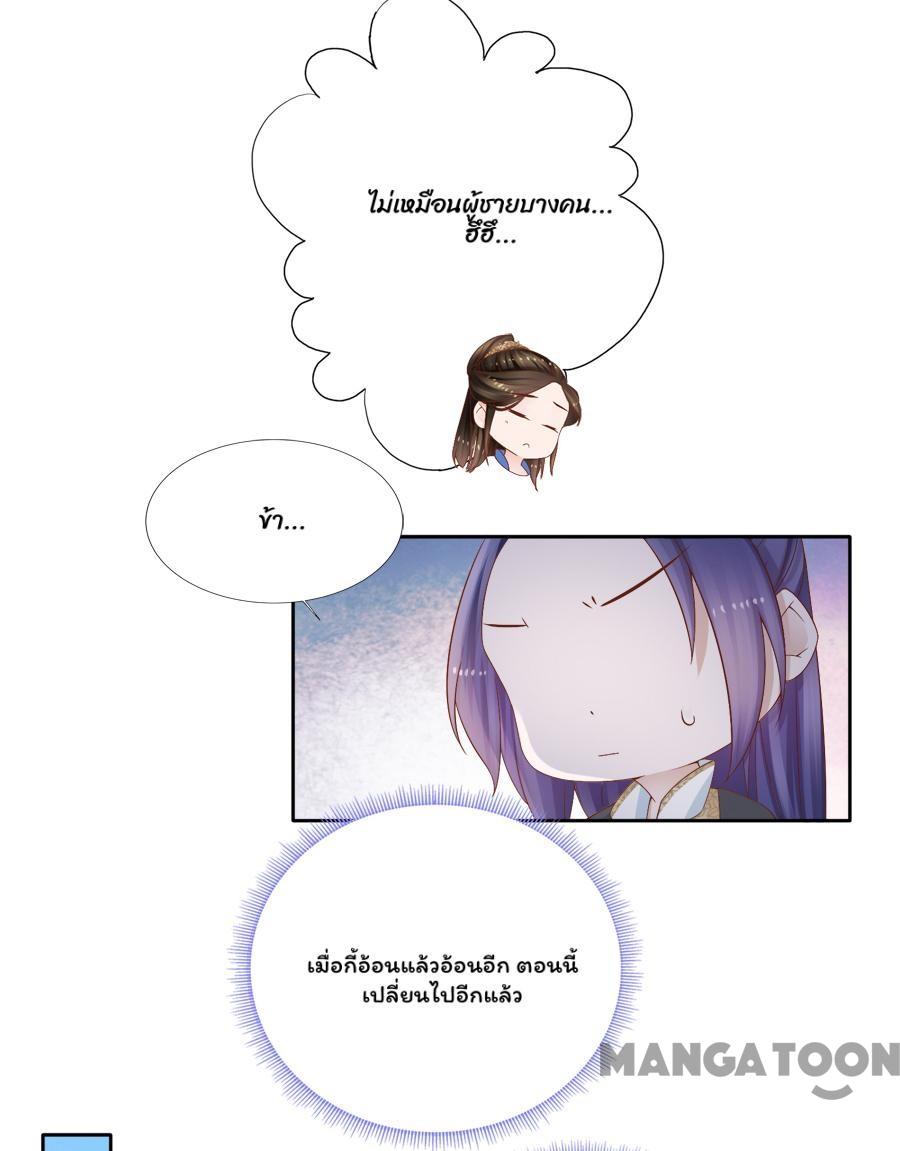 ไม่เหมือนผู้ชายบางคน...
ฮึฮึ...
ข้า...
เมื่อกี้อ้อนแล้วอ้อนอีก ตอนนี้
เปลี่ยนไปอีกแล้ว
MANGATOON